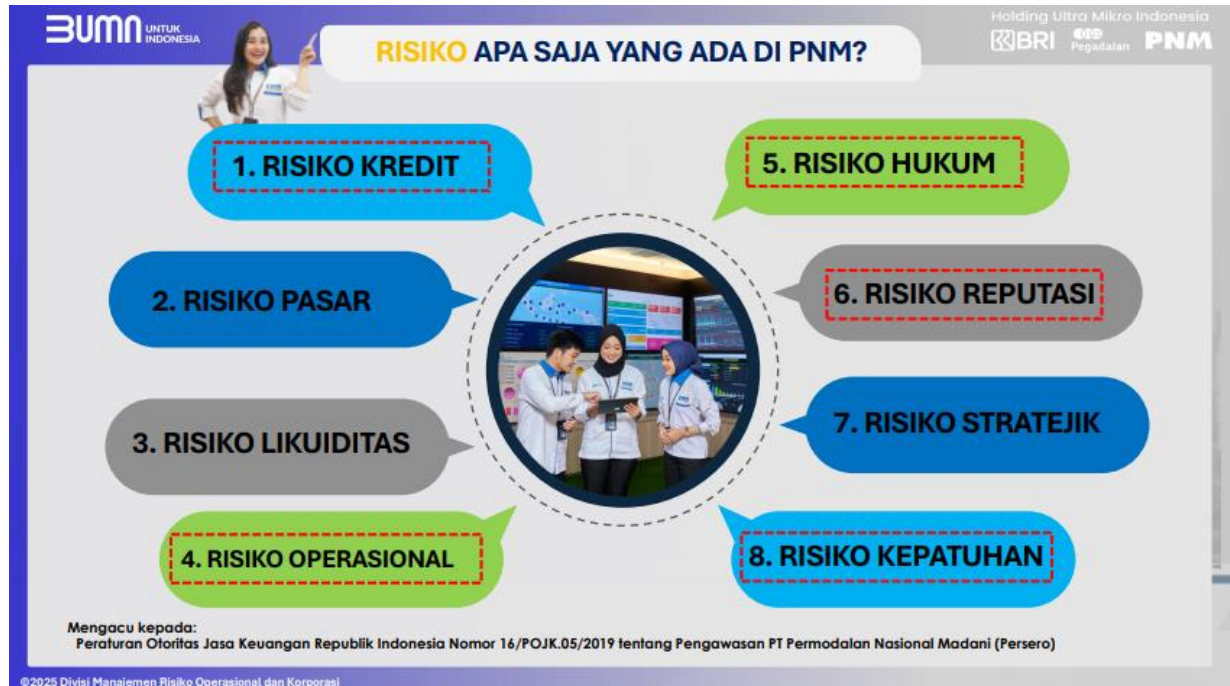 BUMN UNTUK
INDONESIA
Holding Ultra Mikro Indonesia
BRI Pegadaian PNM
RISIKO APA SAJA YANG ADA DI PNM?
1. RISIKO KREDIT
2. RISIKO PASAR
3. RISIKO LIKUIDITAS
4. RISIKO OPERASIONAL
5. RISIKO HUKUM
6. RISIKO REPUTASI
7. RISIKO STRATEJIK
8. RISIKO KEPATUHAN
Mengacu kepada:
Peraturan Otoritas Jasa Keuangan Republik Indonesia Nomor 16/POJK.05/2019 tentang Pengawasan PT Permodalan Nasional Madani (Persero)
©2025 Divisi Manajemen Risiko Operasional dan Korporasi